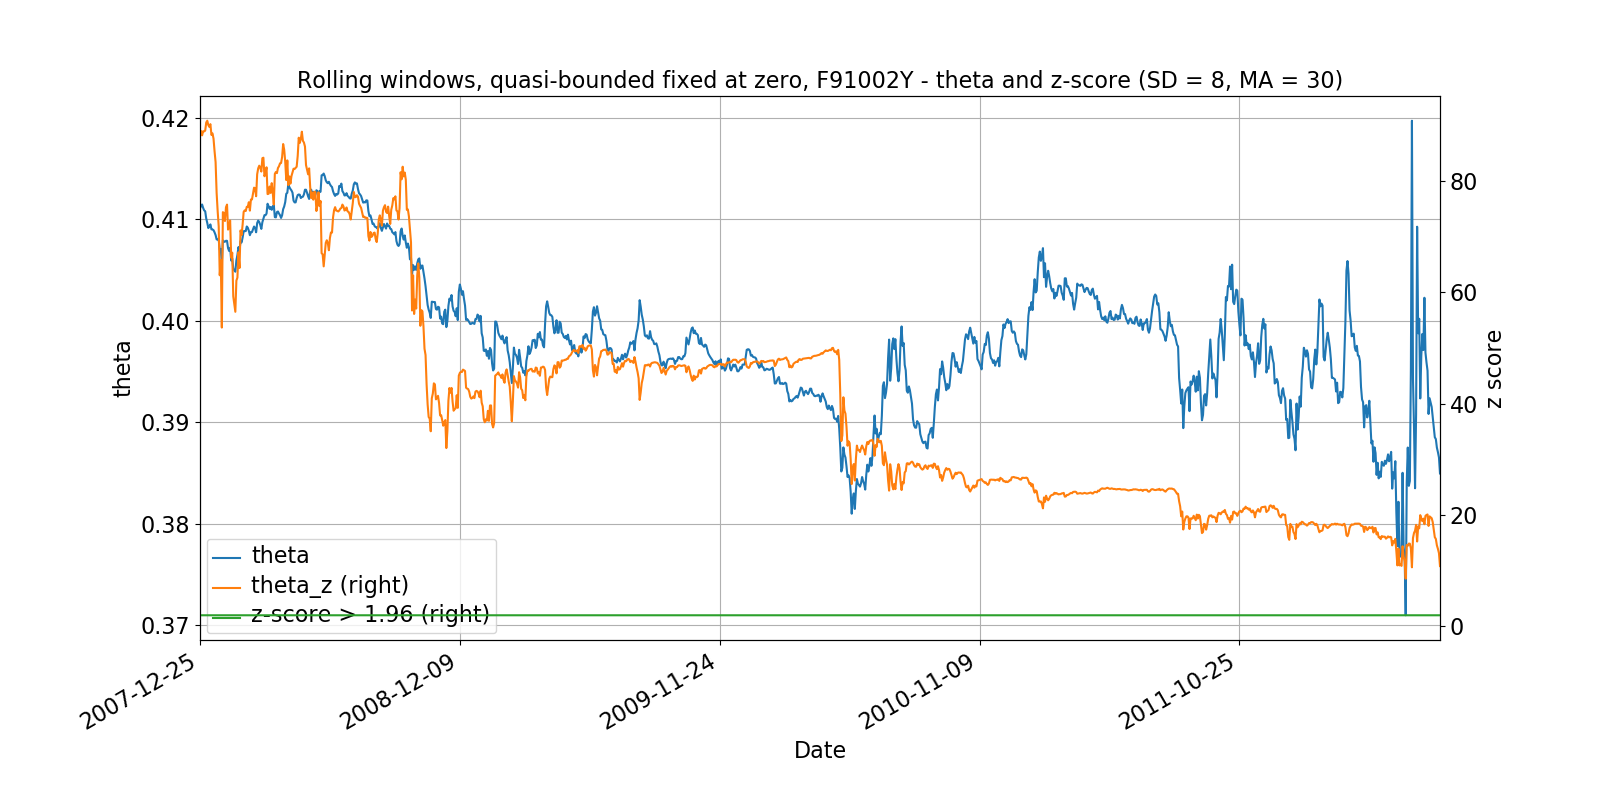 Rolling windows, quasi-bounded fixed at zero, F91002Y - theta and z-score (SD = 8, MA = 30)
0.42
0.41
0.40
0.39
0.38
0.37
theta
80
60
40
20
0
z score
theta
theta_z (right)
z-score > 1.96 (right)
2007-12-25
2008-12-09
2009-11-24
2010-11-09
2011-10-25
Date